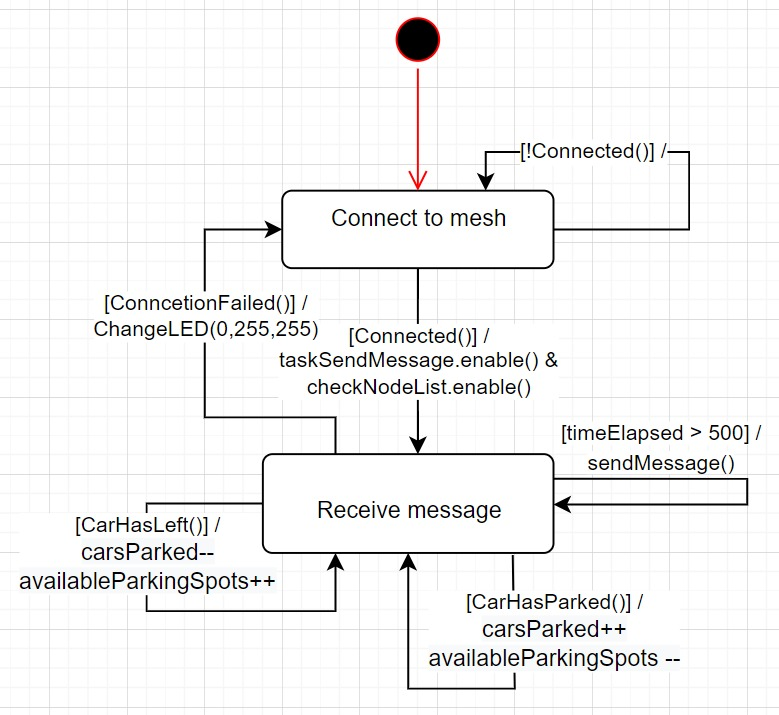 [!Connected()] /
Connect to mesh
[ConncetionFailed()] /
ChangeLED(0,255,255)
[Connected()] /
taskSendMessage.enable() &
checkNodeList.enable()
[timeElapsed > 500] /
sendMessage()
Receive message
[CarHasLeft()] /
carsParked--
availableParkingSpots++
[CarHasParked()] /
carsParked++
availableParkingSpots --